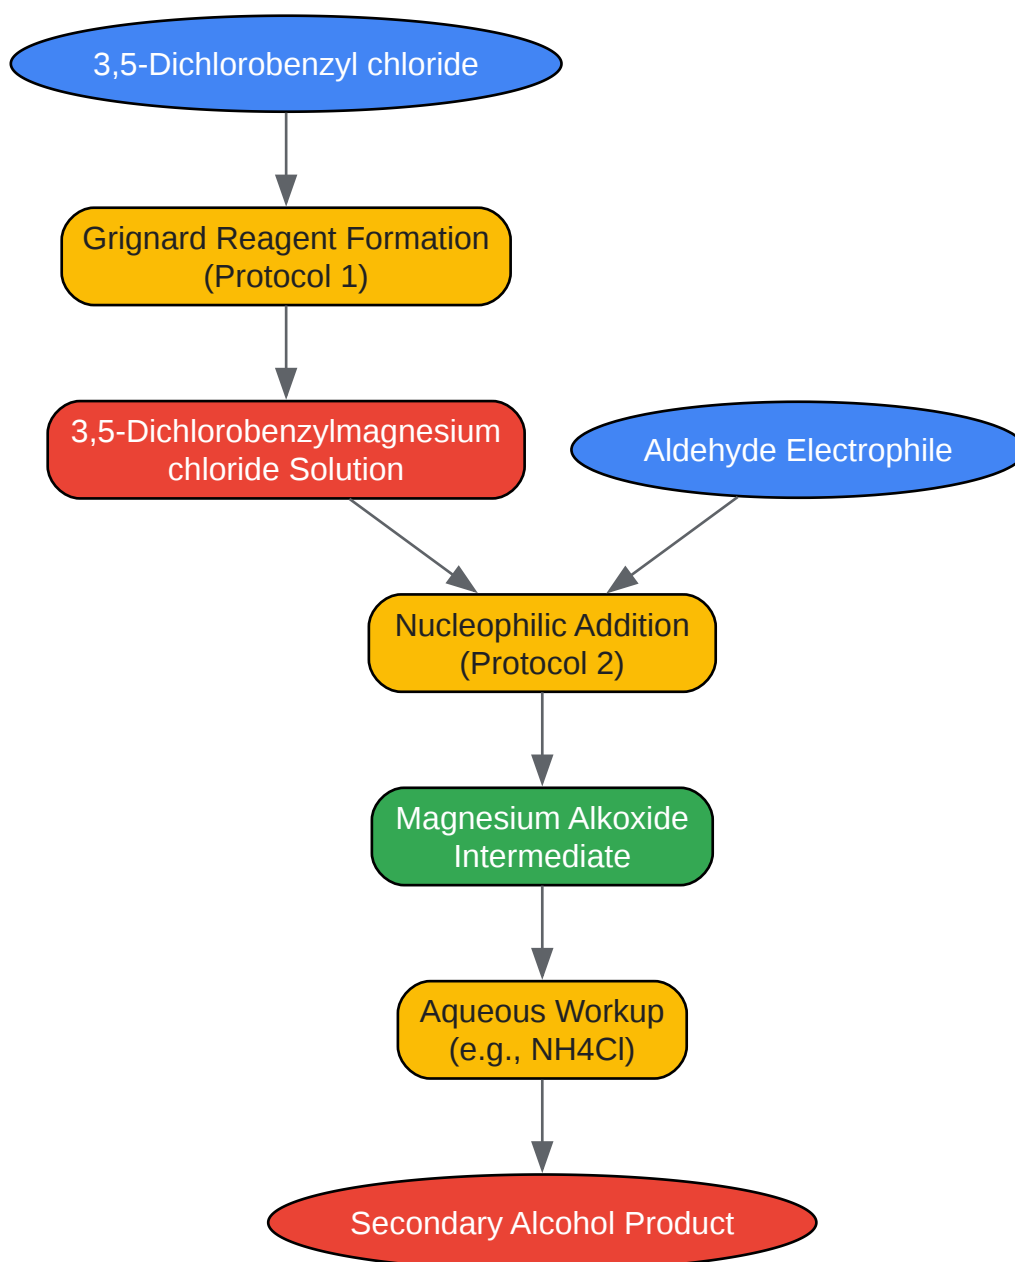 3,5-Dichlorobenzyl chloride
Grignard Reagent Formation
(Protocol 1)
3,5-Dichlorobenzylmagnesium
chloride Solution
Aldehyde Electrophile
Nucleophilic Addition
(Protocol 2)
Magnesium Alkoxide
Intermediate
Aqueous Workup
(e.g., NH4Cl)
Secondary Alcohol Product